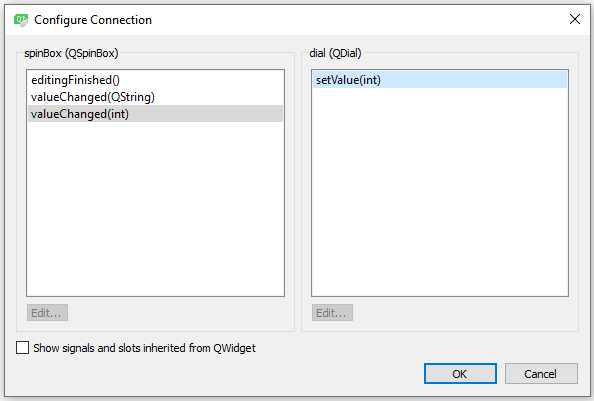 Configure Connection
spinBox (QSpinBox)
editingFinished()
valueChanged(QString)
valueChanged(int)
Edit...
dial (QDial)
setValue(int)
Edit...
Show signals and slots inherited from QWidget
OK
Cancel